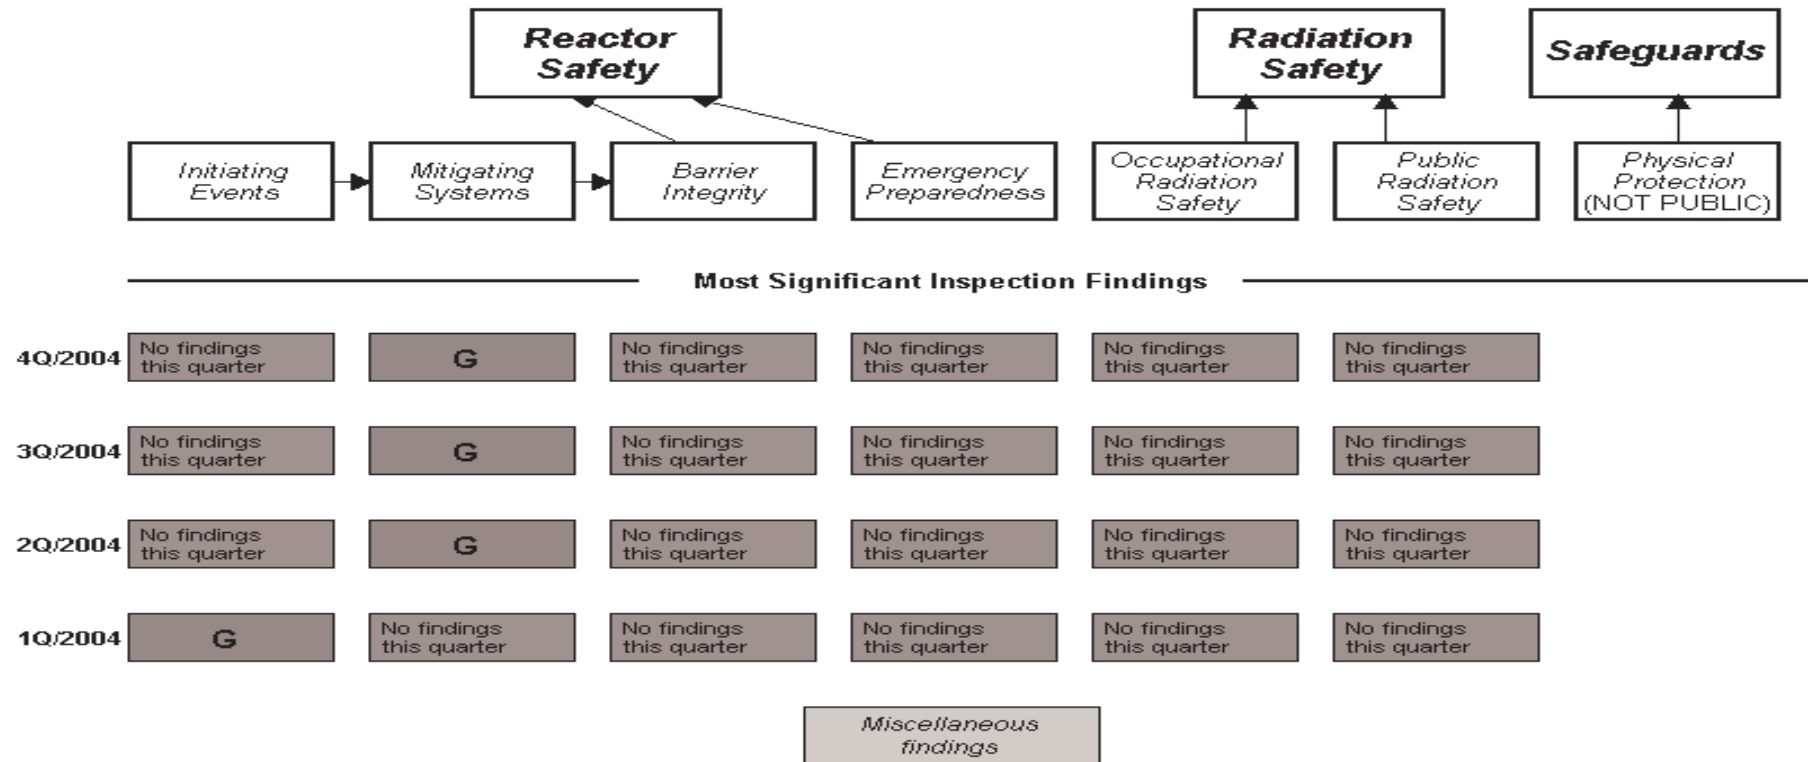 Reactor
Safety
Radiation
Safety
Safeguards
Initiating
Events
Mitigating
Systems
Barrier
Integrity
Emergency
Preparedness
Occupational
Radiation
Safety
Public
Radiation
Safety
Physical
Protection
(NOT PUBLIC)
Most Significant Inspection Findings
4Q/2004
No findings
this quarter
G
No findings
this quarter
No findings
this quarter
No findings
this quarter
No findings
this quarter
3Q/2004
No findings
this quarter
G
No findings
this quarter
No findings
this quarter
No findings
this quarter
No findings
this quarter
2Q/2004
No findings
this quarter
G
No findings
this quarter
No findings
this quarter
No findings
this quarter
No findings
this quarter
1Q/2004
G
No findings
this quarter
No findings
this quarter
No findings
this quarter
No findings
this quarter
No findings
this quarter
Miscellaneous
findings